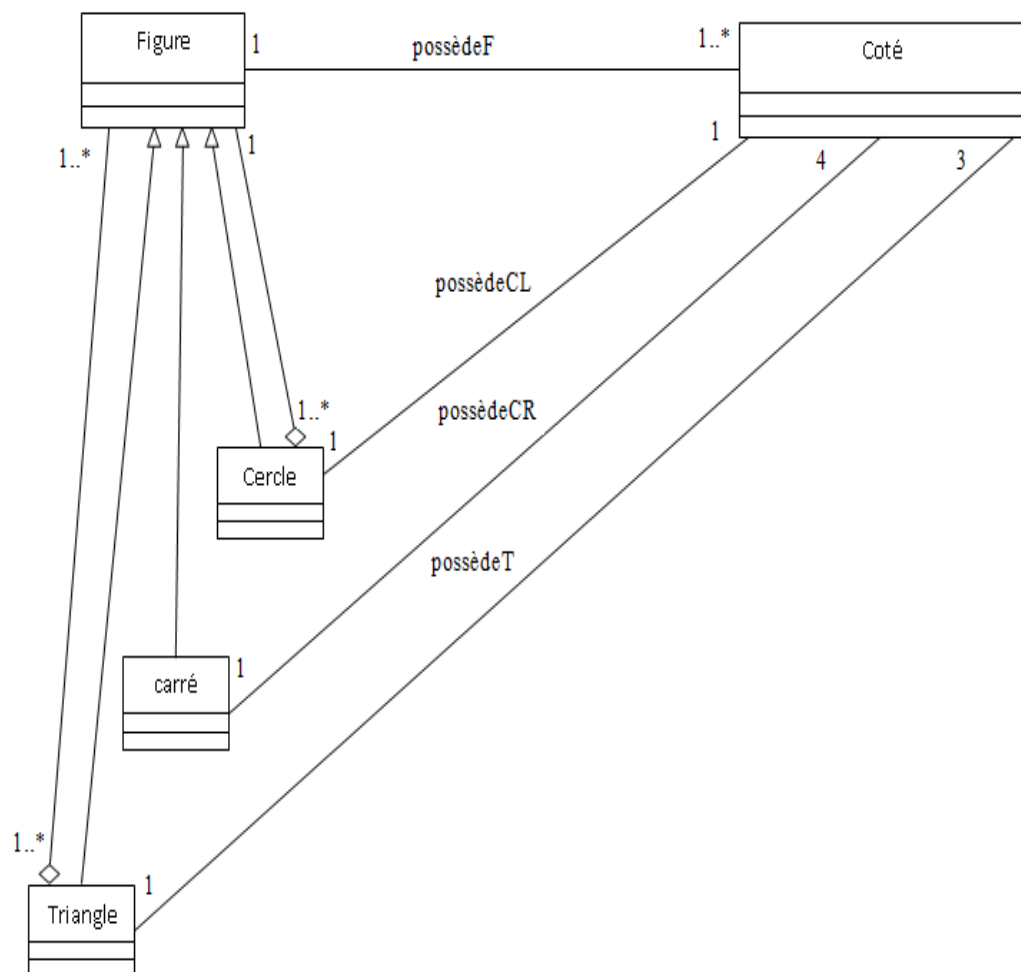 Figure
1
possèdeF
1..*
Coté
1..*
1
1
4
3
possèdeCL
possèdeCR
1..*
1
Cercle
possèdeT
carré
1
1..*
1
Triangle